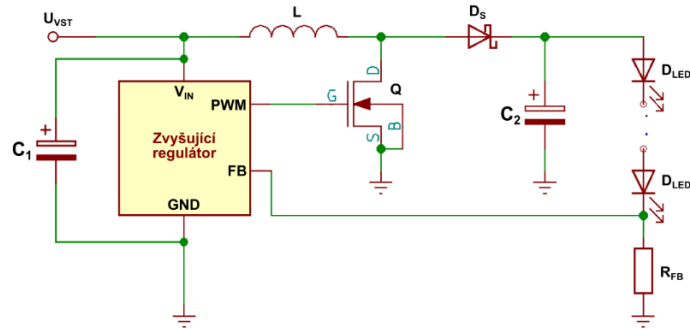 U_VST
L
D_S
D_LED
V_IN
D
PWM
G
Q
C_1
+
Zvyšující
regulátor
S
B
+
C_2
FB
D_LED
GND
R_FB